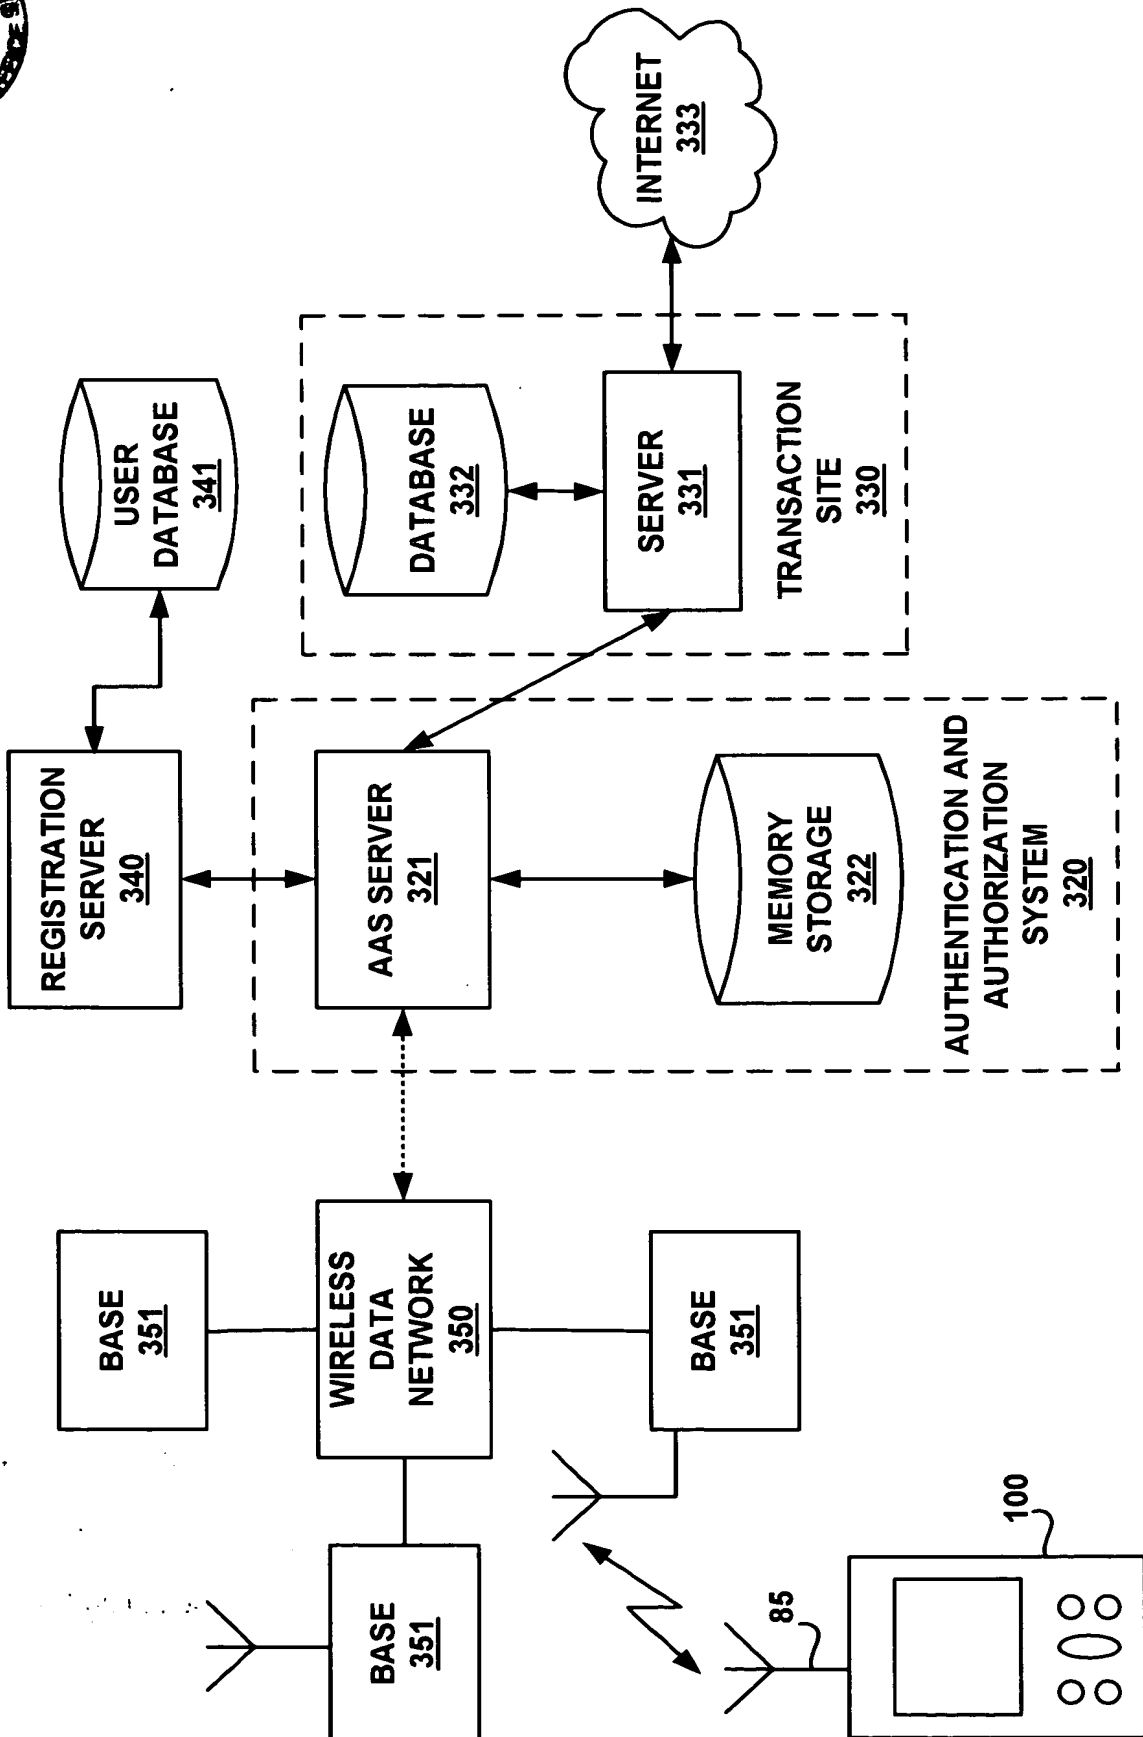 REGISTRATION
SERVER
340
USER
DATABASE
341
BASE
351
WIRELESS
DATA
NETWORK
350
BASE
351
BASE
351
AAS SERVER
321
MEMORY
STORAGE
322
AUTHENTICATION AND
AUTHORIZATION
SYSTEM
320
DATABASE
332
SERVER
331
TRANSACTION
SITE
330
INTERNET
333
85
100